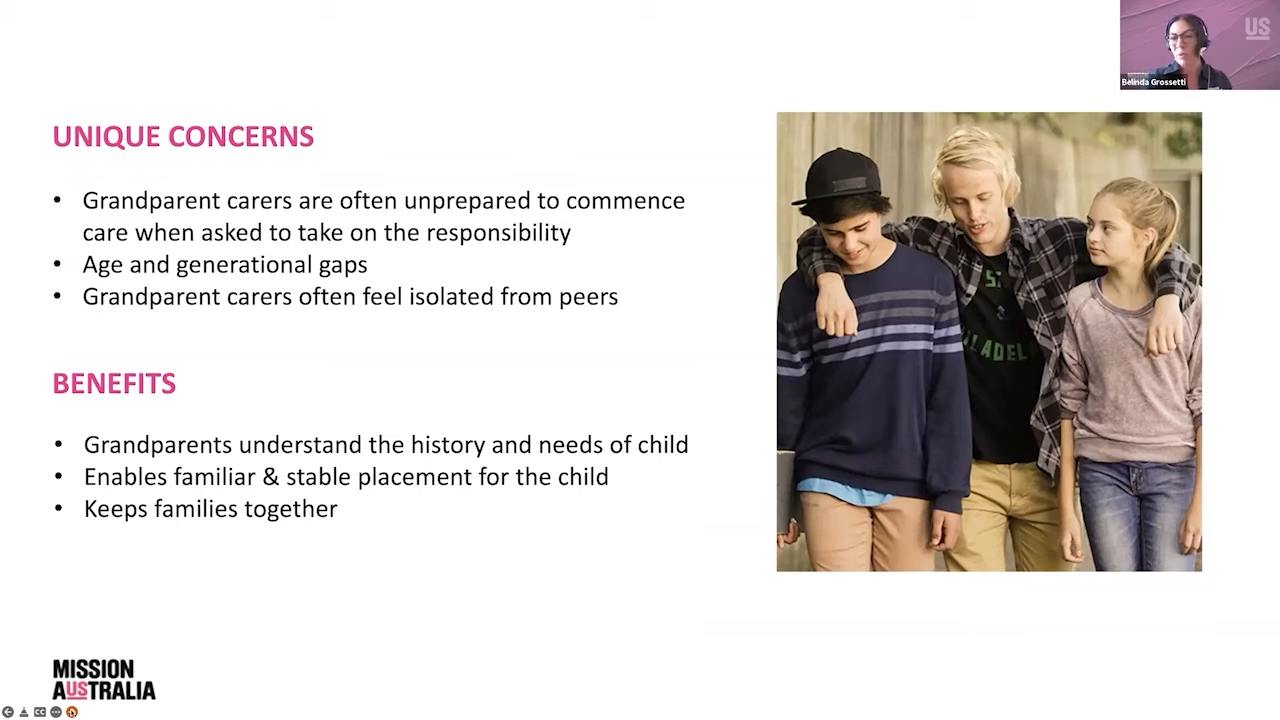 US
Belinda Grossetti
UNIQUE CONCERNS
• Grandparent carers are often unprepared to commence
care when asked to take on the responsibility
• Age and generational gaps
• Grandparent carers often feel isolated from peers
BENEFITS
• Grandparents understand the history and needs of child
• Enables familiar & stable placement for the child
• Keeps families together
MISSION
AUSTRALIA
CC